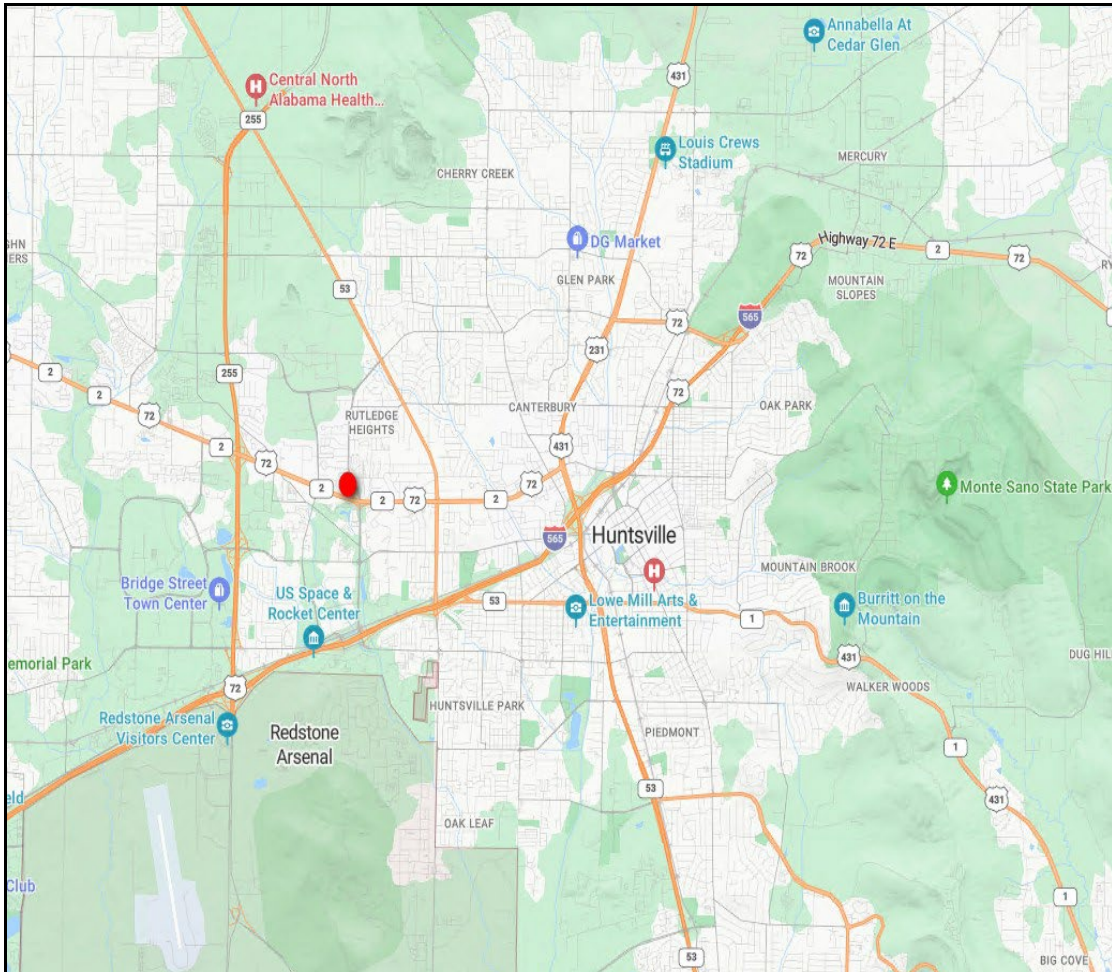 Annabella At
Cedar Glen
431
Central North
Alabama Health...
255
Louis Crews
Stadium
MERCURY
CHERRY CREEK
Highway 72 E
2
72
72
DG Market
GLEN PARK
MOUNTAIN
SLOPES
53
565
72
231
255
2
2
72
72
OAK PARK
CANTERBURY
RUTLEDGE
HEIGHTS
431
2
72
2
2
72
2
72
Monte Sano State Park
565
Huntsville
MOUNTAIN BROOK
Bridge Street
Town Center
US Space &
Rocket Center
53
Lowe Mill Arts &
Entertainment
1
Burritt on the
Mountain
431
DUG HILL
emorial Park
72
WALKER WOODS
HUNTSVILLE PARK
Redstone Arsenal
Visitors Center
Redstone
Arsenal
PIEDMONT
1
53
431
eld
OAK LEAF
Club
1
53
BIG COVE